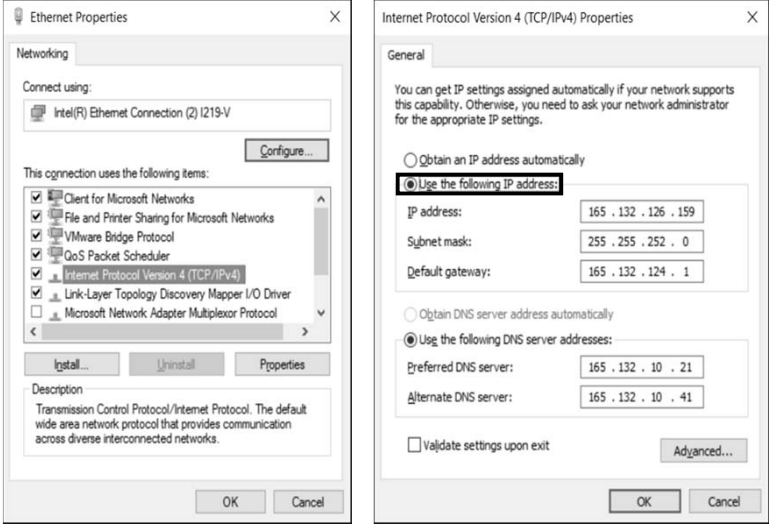 Ethernet Properties
Networking
Connect using:
Intel(R) Ethernet Connection (2) I219-V
Configure...
This connection uses the following items:
Client for Microsoft Networks
File and Printer Sharing for Microsoft Networks
VMware Bridge Protocol
QoS Packet Scheduler
Internet Protocol Version 4 (TCP/IPv4)
Link-Layer Topology Discovery Mapper I/O Driver
Microsoft Network Adapter Multiplexor Protocol
Install...
Uninstall
Properties
Description
Transmission Control Protocol/Internet Protocol. The default
wide area network protocol that provides communication
across diverse interconnected networks.
OK
Cancel
Internet Protocol Version 4 (TCP/IPv4) Properties
General
You can get IP settings assigned automatically if your network supports
this capability. Otherwise, you need to ask your network administrator
for the appropriate IP settings.
Obtain an IP address automatically
Use the following IP address:
IP address: 165 . 132 . 126 . 159
Subnet mask: 255 . 255 . 252 . 0
Default gateway: 165 . 132 . 124 . 1
Obtain DNS server address automatically
Use the following DNS server addresses:
Preferred DNS server: 165 . 132 . 10 . 21
Alternate DNS server: 165 . 132 . 10 . 41
Validate settings upon exit
Advanced...
OK
Cancel